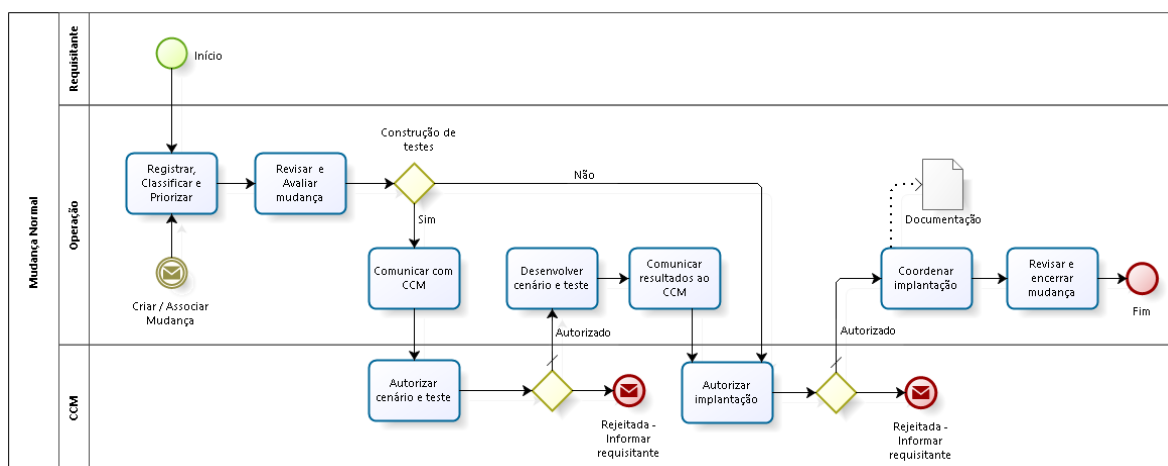 Mudança Normal
Requisitante
Início
Operação
Construção de
testes
Registrar,
Classificar e
Priorizar
Revisar e
Avaliar
mudança
Não
Sim
Documentação
Criar / Associar
Mudança
Comunicar com
CCM
Desenvolver
cenário e teste
Comunicar
resultados ao
CCM
Coordenar
implantação
Revisar e
encerrar
mudança
Fim
Autorizado
Autorizado
CCM
Autorizar
cenário e teste
Rejeitada -
Informar
requisitante
Autorizar
implantação
Rejeitada -
Informar
requisitante